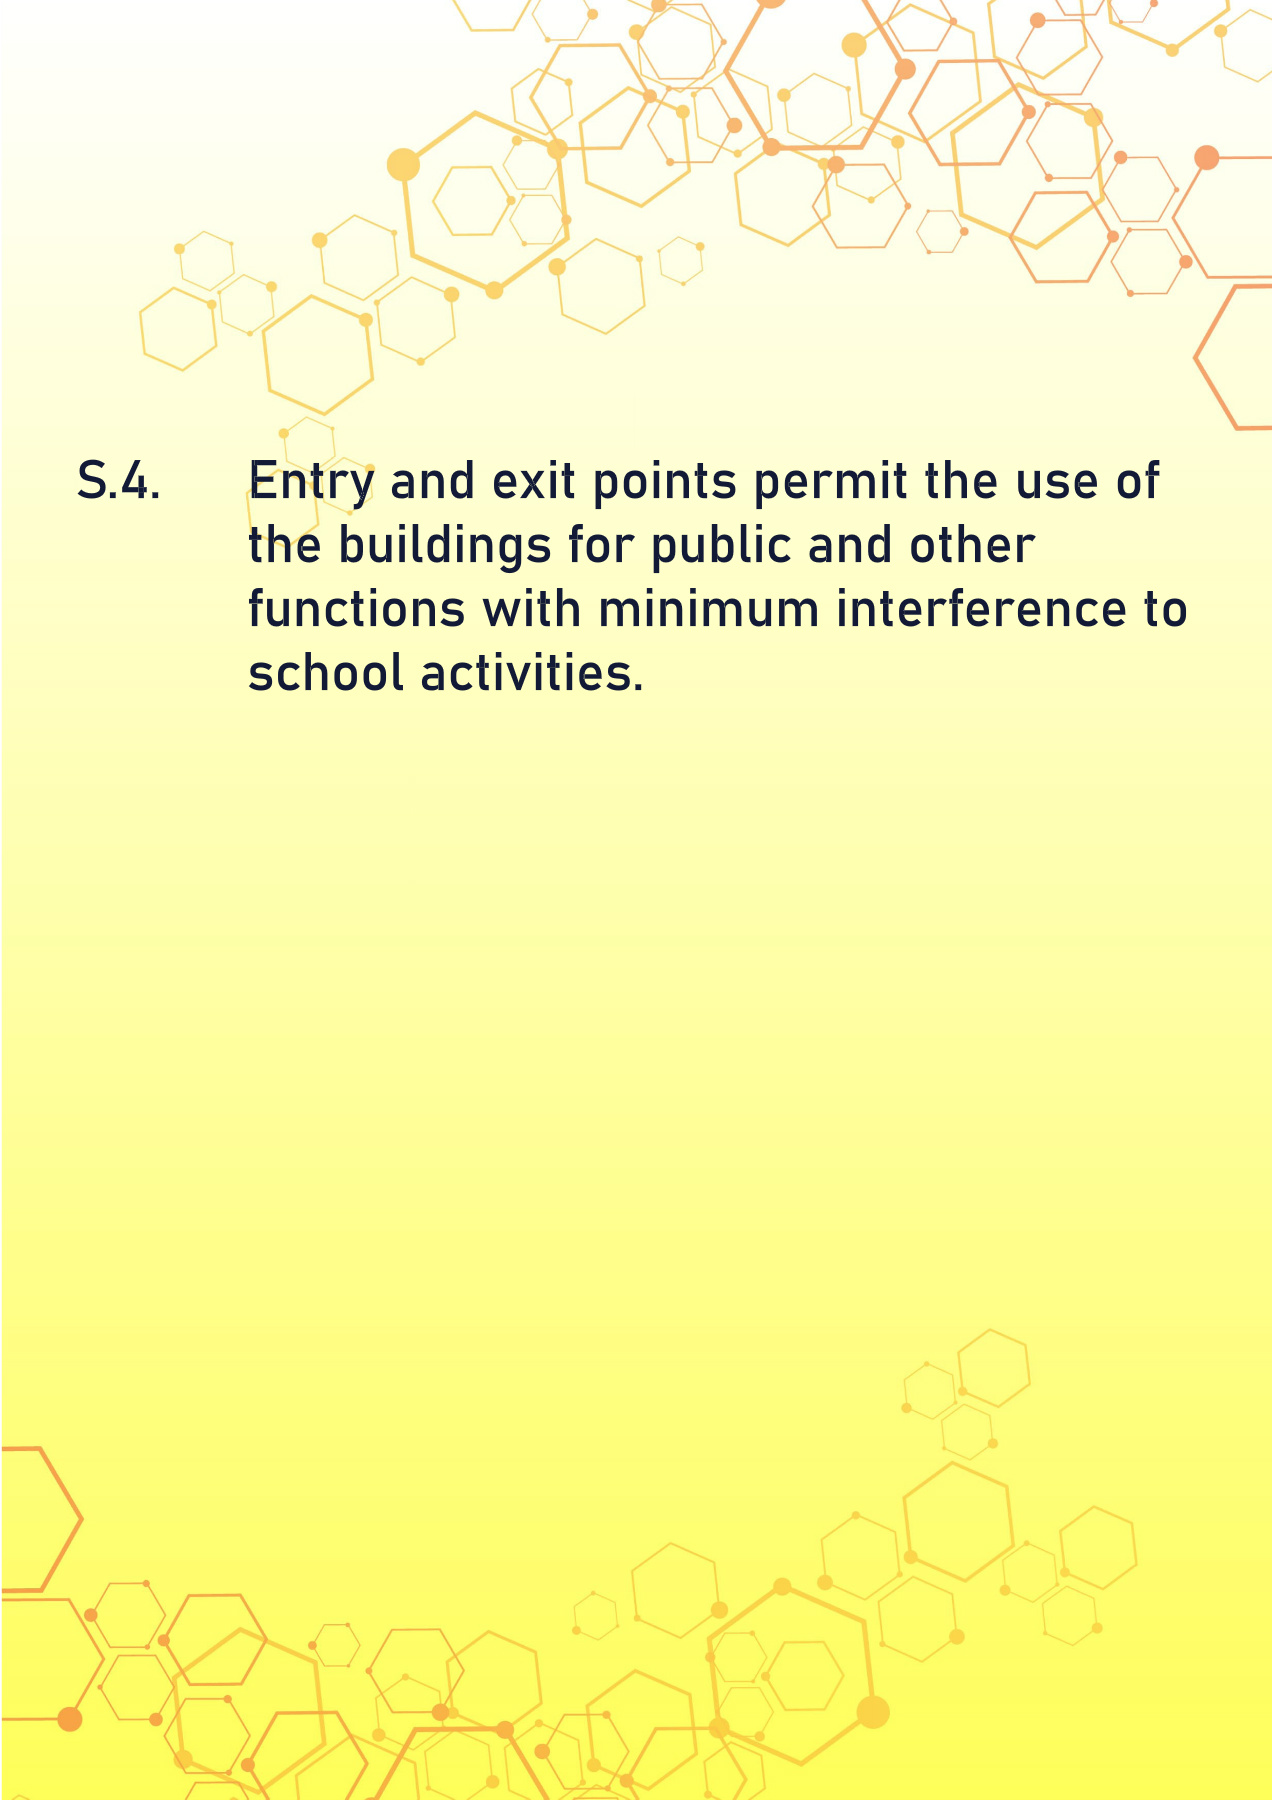 S.4. Entry and exit points permit the use of
the buildings for public and other
functions with minimum interference to
school activities.